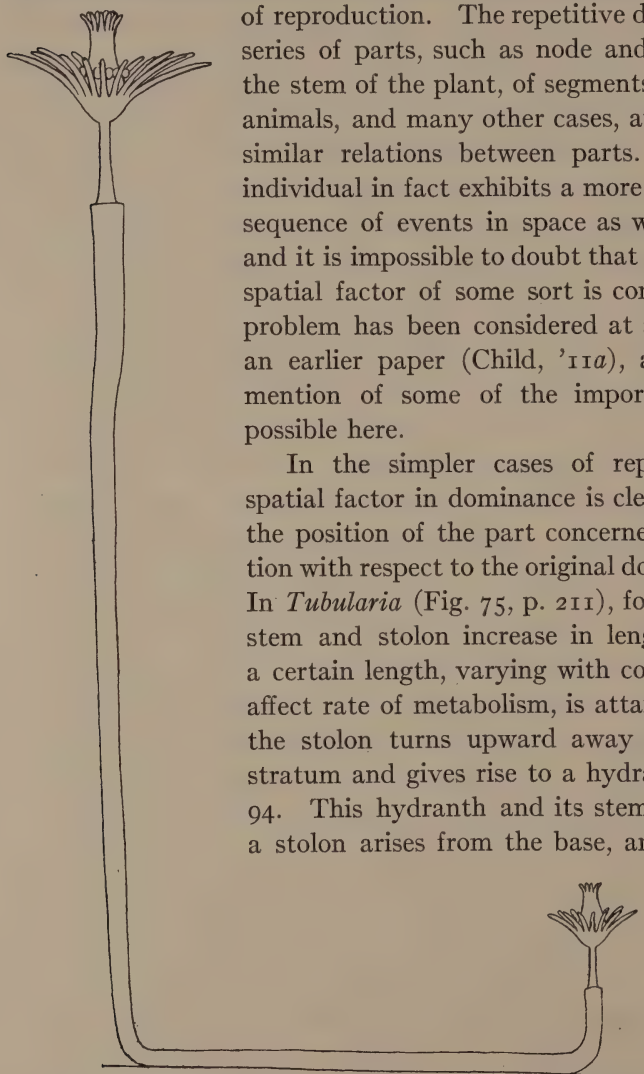 of reproduction. The repetitive d
series of parts, such as node and
the stem of the plant, of segments
animals, and many other cases, a
similar relations between parts.
individual in fact exhibits a more
sequence of events in space as w
and it is impossible to doubt that
spatial factor of some sort is con
problem has been considered at
an earlier paper (Child, ’11a), a
mention of some of the impor
possible here.
In the simpler cases of rep
spatial factor in dominance is cle
the position of the part concerne
tion with respect to the original do
In Tubularia (Fig. 75, p. 211), fo
stem and stolon increase in leng
a certain length, varying with co
affect rate of metabolism, is atta
the stolon turns upward away
stratum and gives rise to a hydra
94. This hydranth and its stem
a stolon arises from the base, an